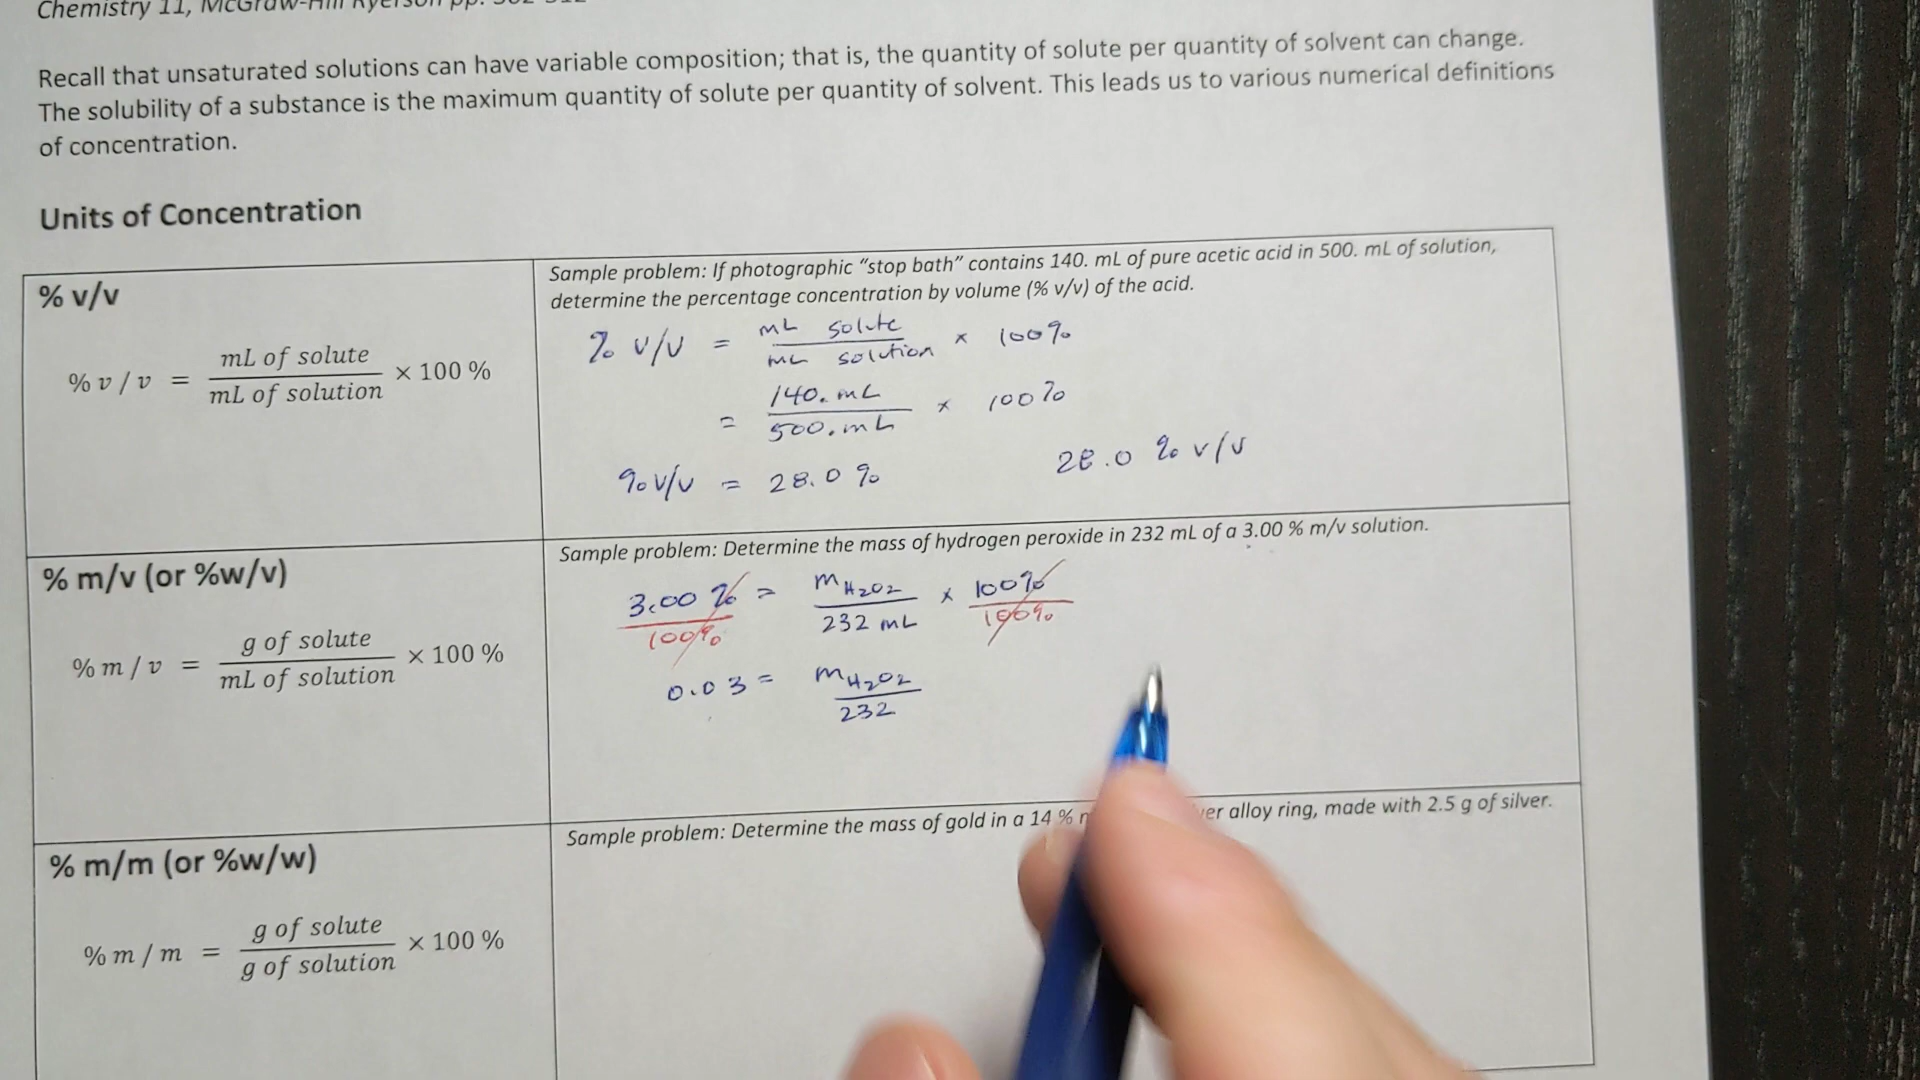 Chemistry 11, McGraw-Hill Ryerson pp.
Recall that unsaturated solutions can have variable composition; that is, the quantity of solute per quantity of solvent can change.
The solubility of a substance is the maximum quantity of solute per quantity of solvent. This leads us to various numerical definitions
of concentration.
Units of Concentration
% v/v
% v / v = mL of solute / mL of solution × 100 %
Sample problem: If photographic “stop bath” contains 140. mL of pure acetic acid in 500. mL of solution,
determine the percentage concentration by volume (% v/v) of the acid.
% v/v = mL solute / mL solution × 100%
= 140. mL / 500. mL × 100%
% v/v = 28.0 %
28.0 % v/v
% m/v (or %w/v)
% m / v = g of solute / mL of solution × 100 %
Sample problem: Determine the mass of hydrogen peroxide in 232 mL of a 3.00 % m/v solution.
3.00 % / 100% = m H2O2 / 232 mL × 100% / 100%
0.03 = m H2O2 / 232
% m/m (or %w/w)
% m / m = g of solute / g of solution × 100 %
Sample problem: Determine the mass of gold in a 14 % alloy ring, made with 2.5 g of silver.